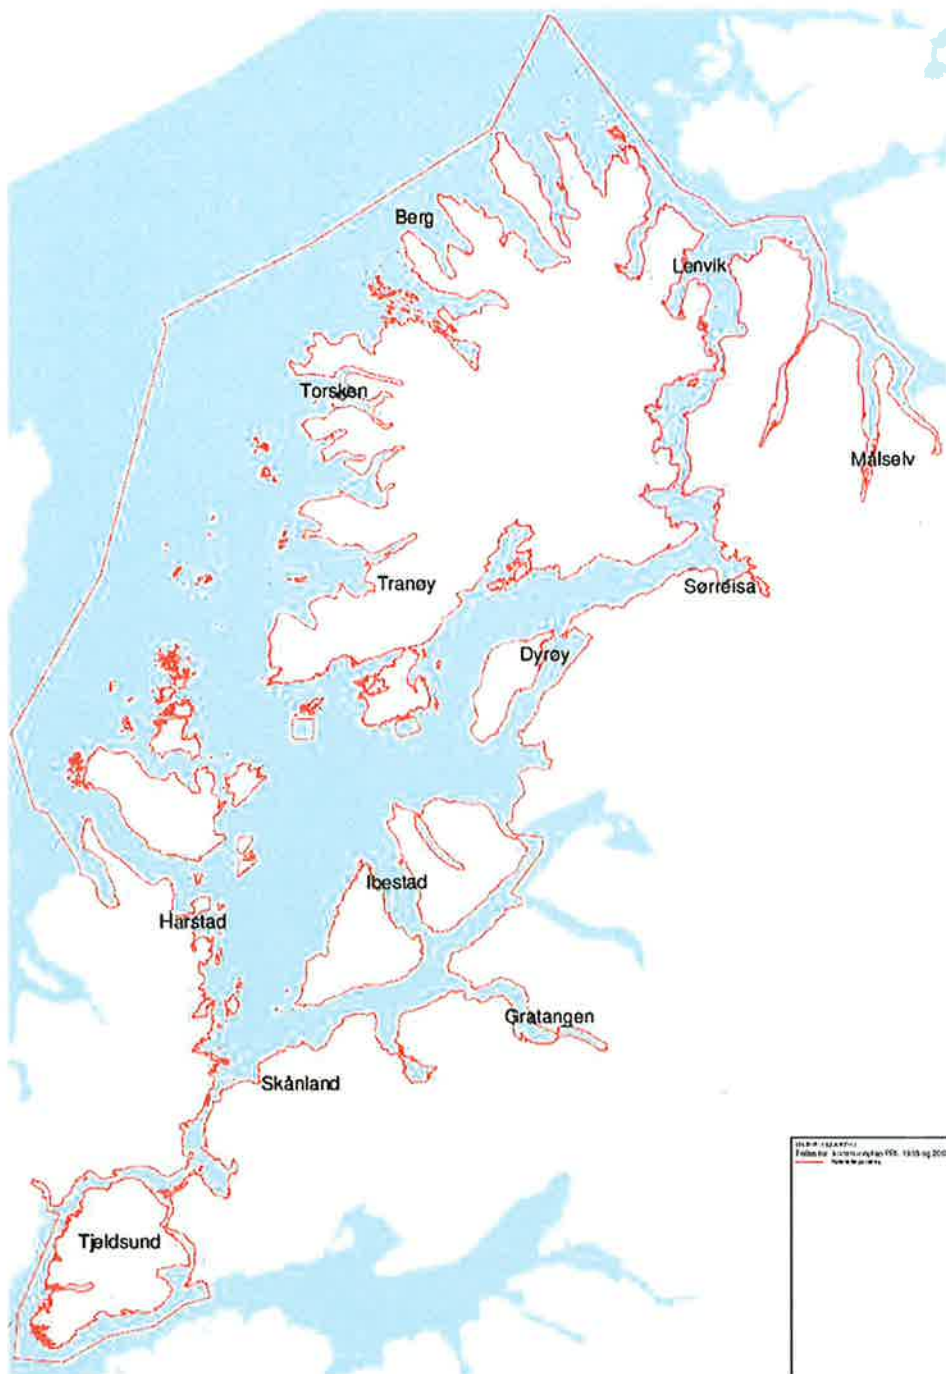 Berg
Lenvik
Torsken
Målselv
Tranøy
Sørreisa
Dyrøy
Ibestad
Harstad
Gratangen
Skånland
Tjeldsund